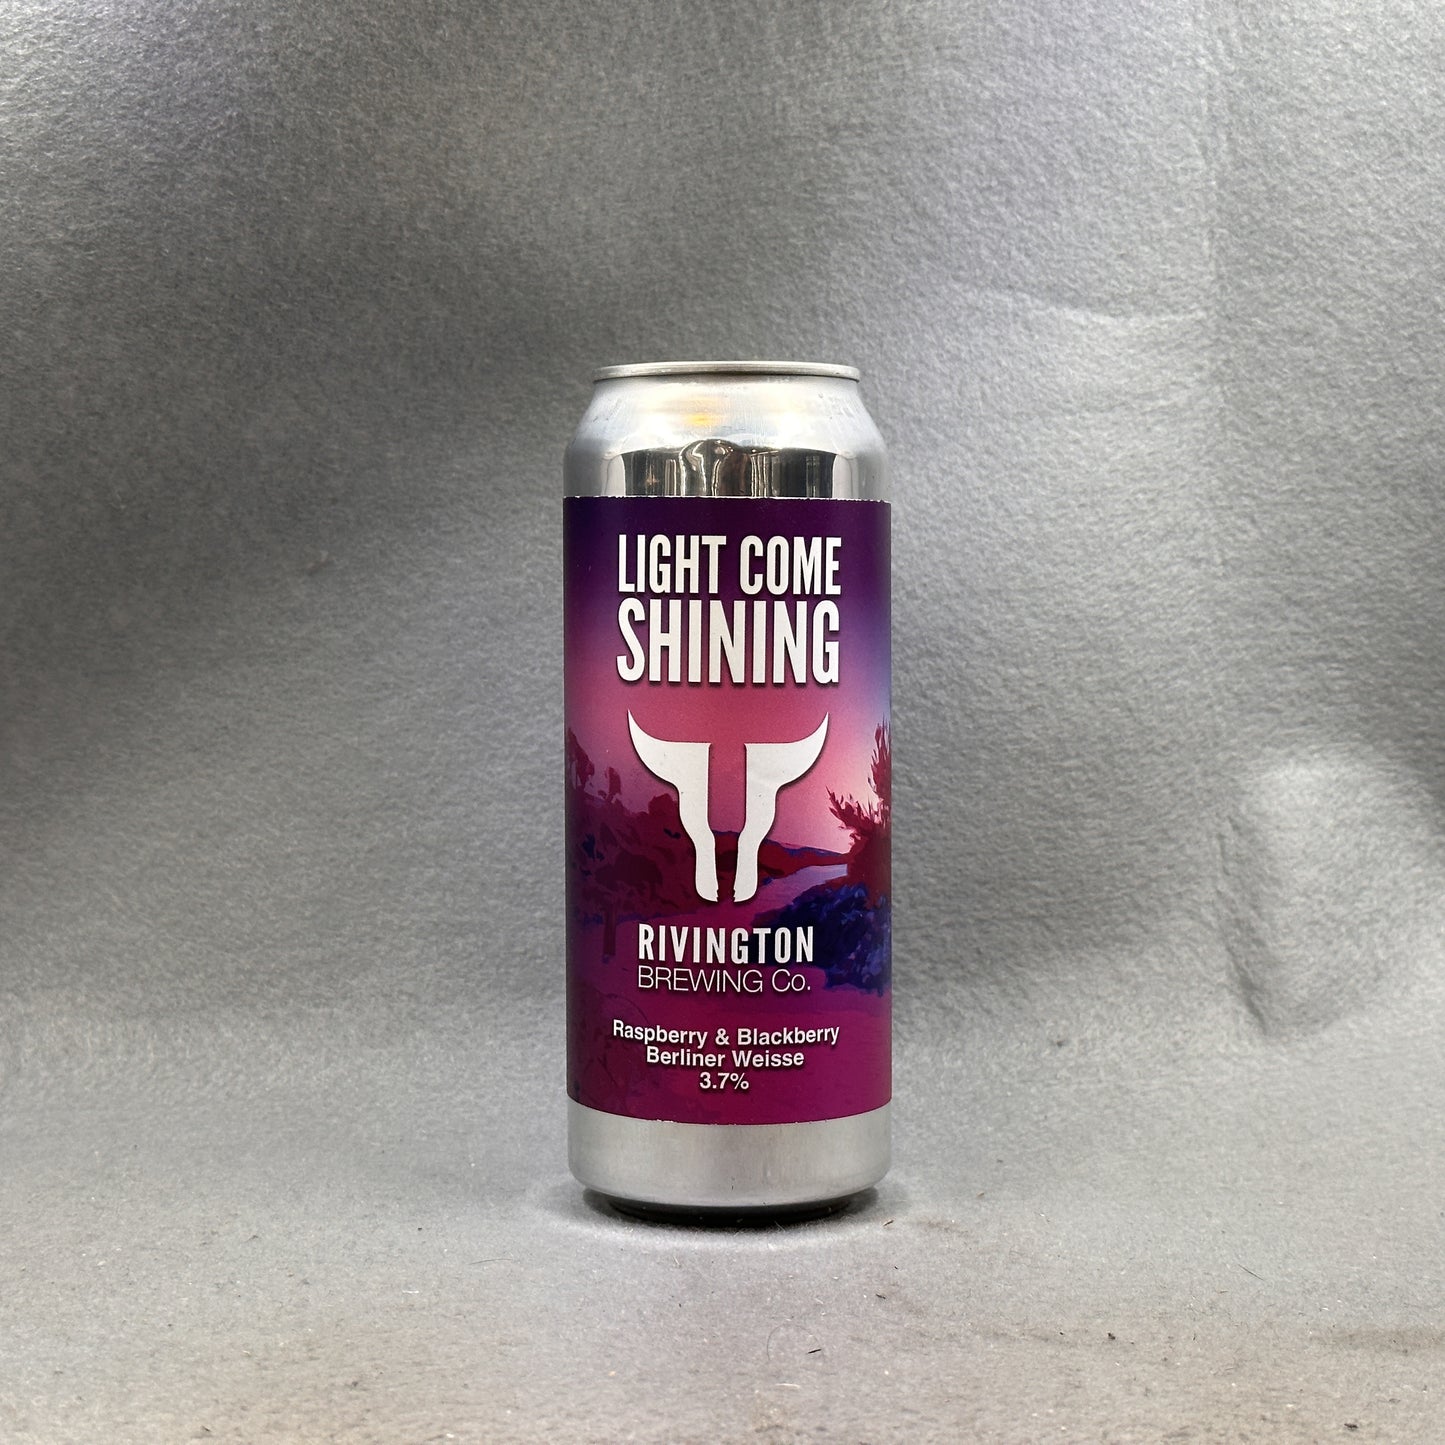 LIGHT COME
SHINING
RIVINGTON
BREWING Co.
Raspberry & Blackberry
Berliner Weisse
3.7%